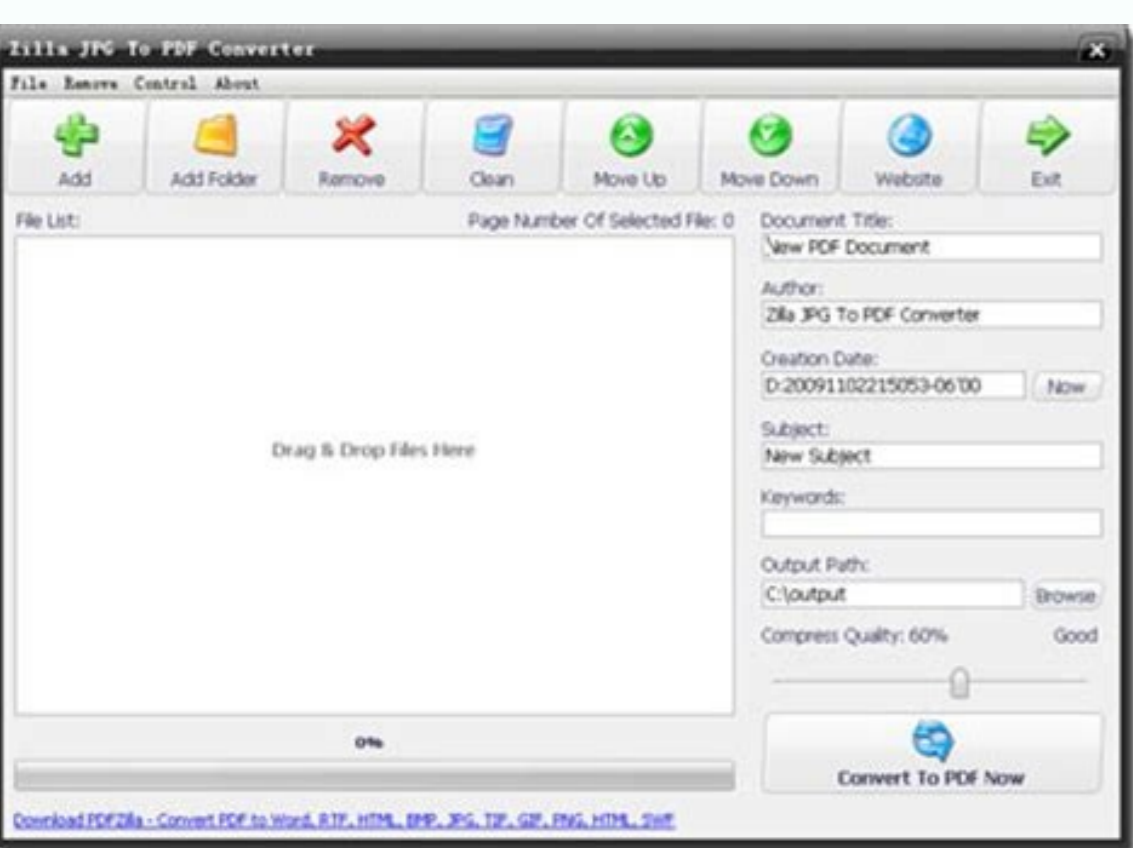 Zilla JPG To PDF Converter
File Remove Control About
Add Add Folder Remove Clean Move Up Move Down Website Exit
File List: Page Number Of Selected File: 0
Drag & Drop Files Here
0%
Document Title:
New PDF Document
Author:
Zilla JPG To PDF Converter
Creation Date:
D:20091102215053-06'00 Now
Subject:
New Subject
Keywords:
Output Path:
C:\output Browse
Compress Quality: 60% Good
Convert To PDF Now
Download PDFZilla - Convert PDF to Word, RTF, HTML, BMP, JPG, TIF, GIF, PNG, HTML, SWF